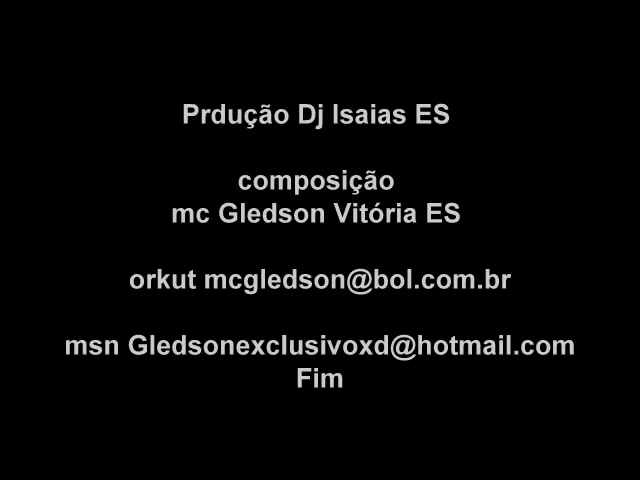 Prdução Dj Isaias ES
composição
mc Gledson Vitória ES
orkut mcgledson@bol.com.br
msn Gledsonexclusivoxd@hotmail.com
Fim